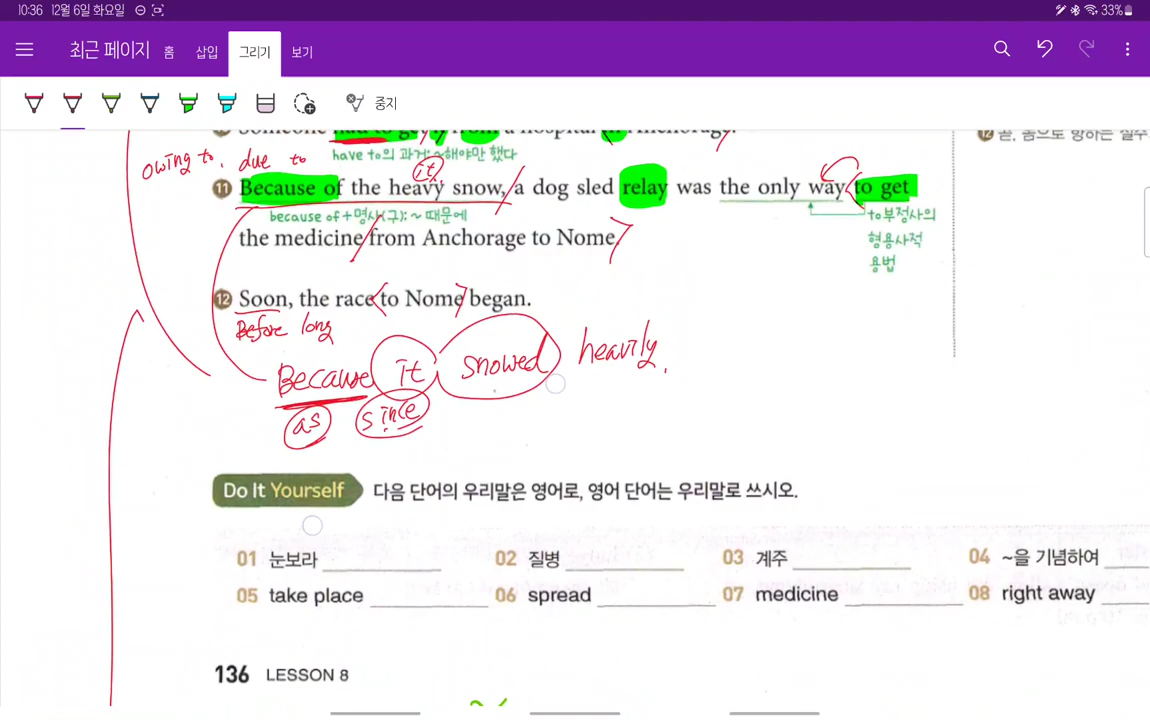 10:36 12월 6일 화요일 33%
최근 페이지 홈 삽입 그리기 보기
중지
Someone had to get it from a hospital in Anchorage.
have to의 과거: ~해야만 했다
owing to, due to
it
⑪ Because of the heavy snow, a dog sled relay was the only way to get
because of + 명사(구): ~ 때문에
to부정사의
형용사적
용법
the medicine from Anchorage to Nome.
⑫ Soon, the race to Nome began.
Before long
Because it snowed heavily.
as since
Do It Yourself 다음 단어의 우리말은 영어로, 영어 단어는 우리말로 쓰시오.
01 눈보라 02 질병 03 계주 04 ~을 기념하여
05 take place 06 spread 07 medicine 08 right away
136 LESSON 8